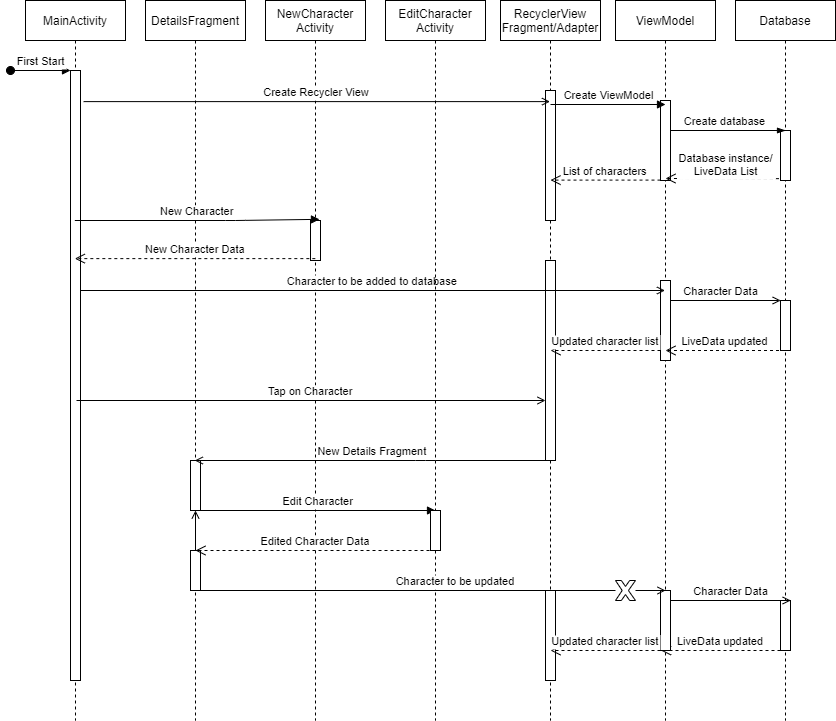 MainActivity
DetailsFragment
NewCharacter
Activity
EditCharacter
Activity
RecyclerView
Fragment/Adapter
ViewModel
Database
First Start
Create Recycler View
Create ViewModel
Create database
Database instance/
LiveData List
List of characters
New Character
New Character Data
Character to be added to database
Character Data
Updated character list
LiveData updated
Tap on Character
New Details Fragment
Edit Character
Edited Character Data
Character to be updated
Character Data
Updated character list
LiveData updated